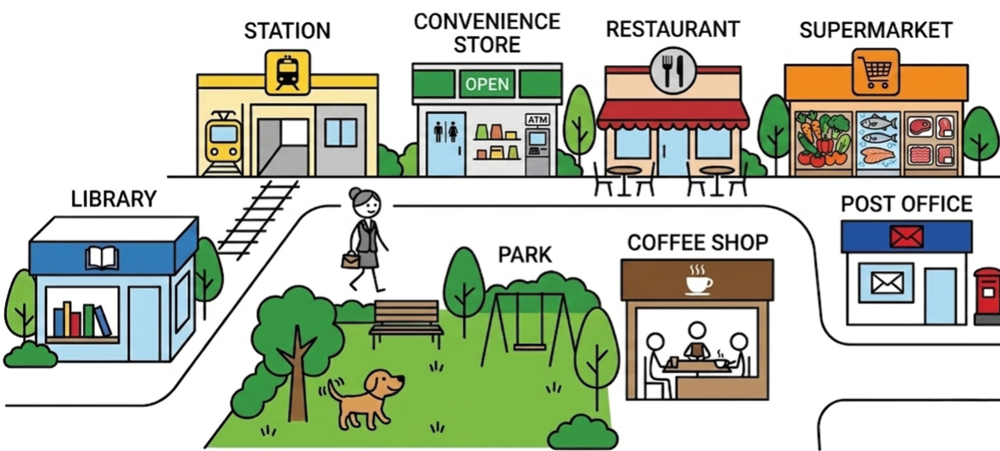 STATION
CONVENIENCE
STORE
RESTAURANT
SUPERMARKET
OPEN
ATM
LIBRARY
POST OFFICE
COFFEE SHOP
PARK